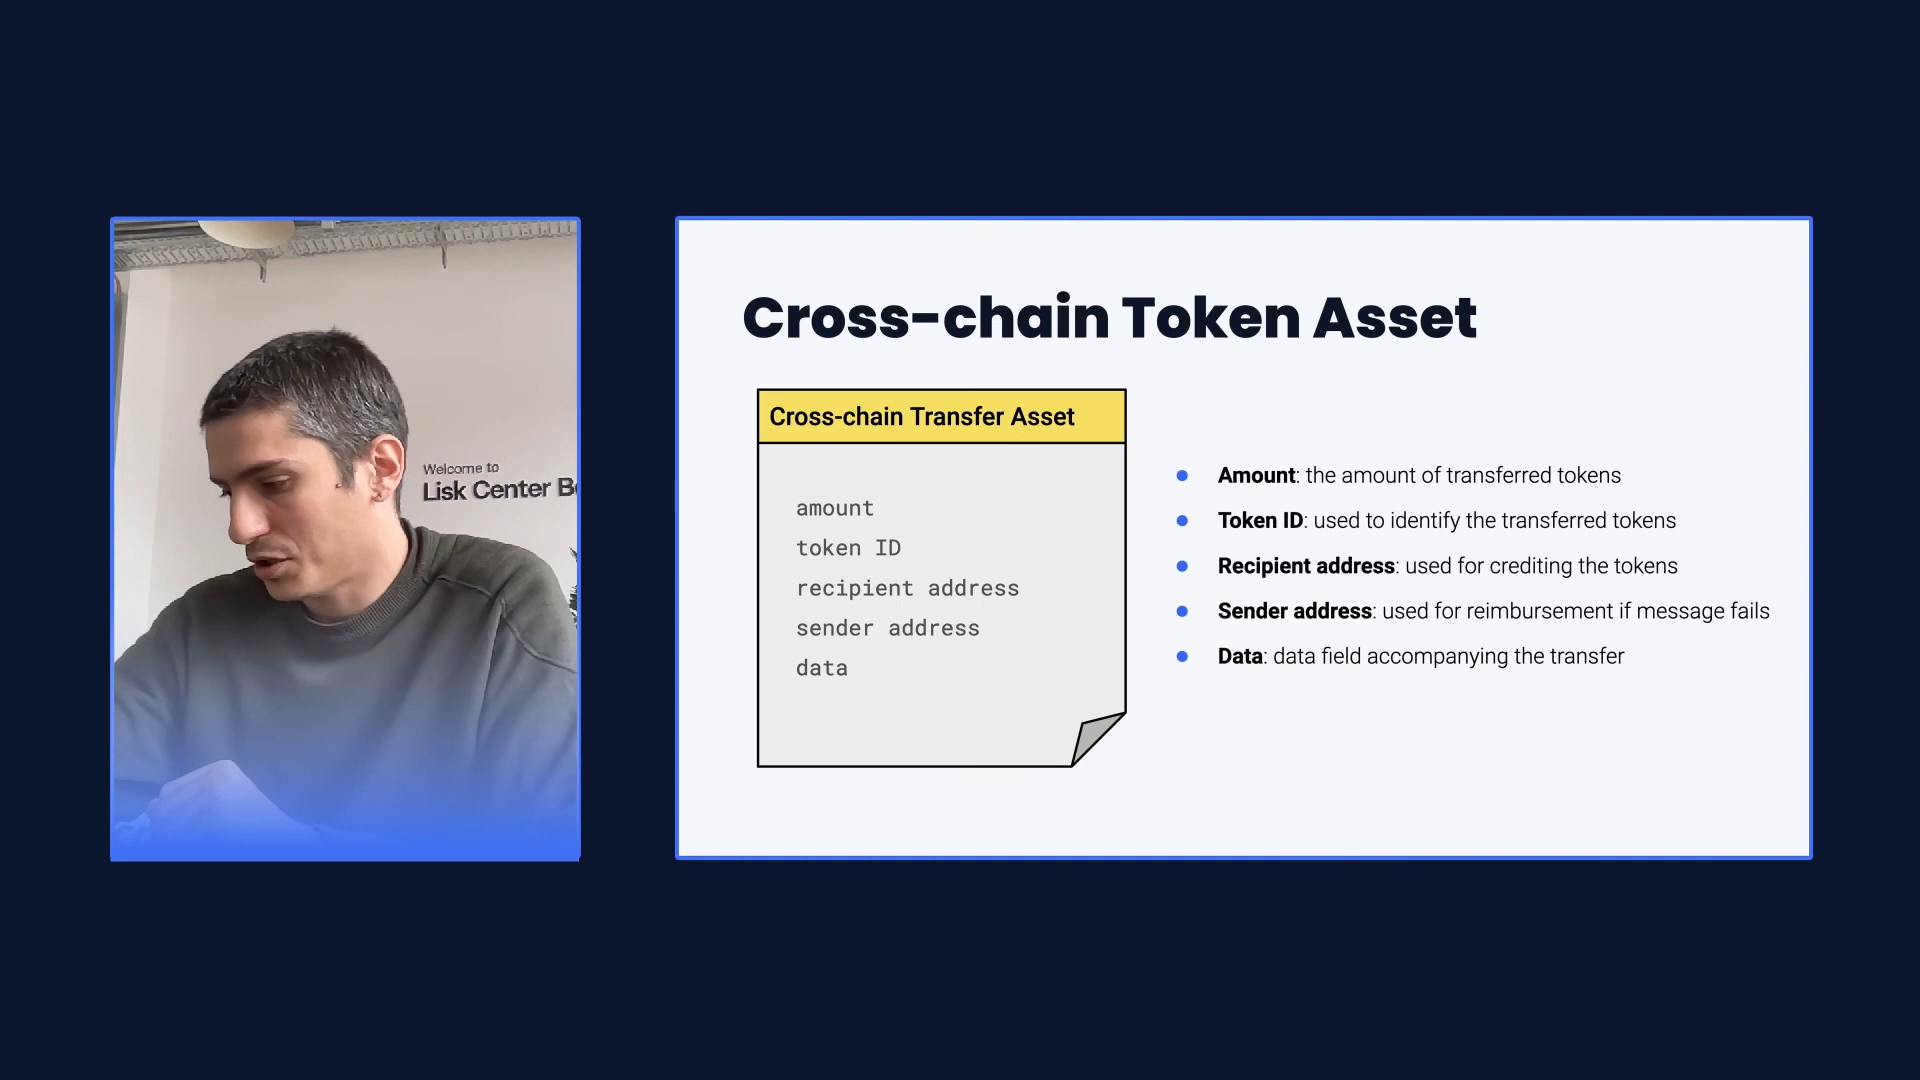 Welcome to
Lisk Center
Cross-chain Token Asset
Cross-chain Transfer Asset
amount
token ID
recipient address
sender address
data
Amount: the amount of transferred tokens
Token ID: used to identify the transferred tokens
Recipient address: used for crediting the tokens
Sender address: used for reimbursement if message fails
Data: data field accompanying the transfer